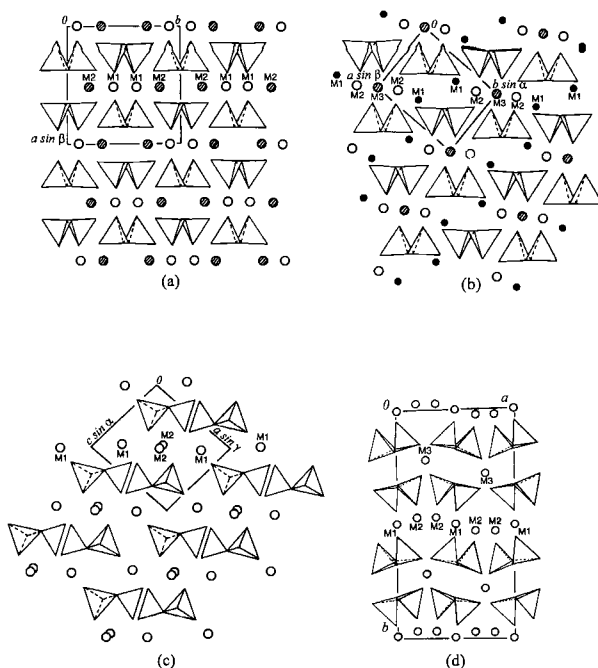 0 b
M2 M1 M1 M2 M2 M1 M1 M2
a sin β
(a)
0
a sin β b sin α
M1 M2 M3 M2 M1 M1 M2 M3 M2 M1 M1
(b)
0
c sin α a sin γ
M1 M1 M2 M2 M1 M1
(c)
0 a
M3
M3
M1 M2 M2 M1 M2 M2 M1
b
(d)